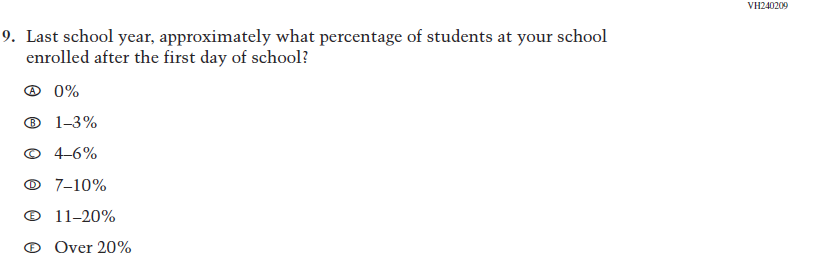 VH240209
9. Last school year, approximately what percentage of students at your school
enrolled after the first day of school?
Ⓐ 0%
Ⓑ 1–3%
Ⓒ 4–6%
Ⓓ 7–10%
Ⓔ 11–20%
Ⓕ Over 20%